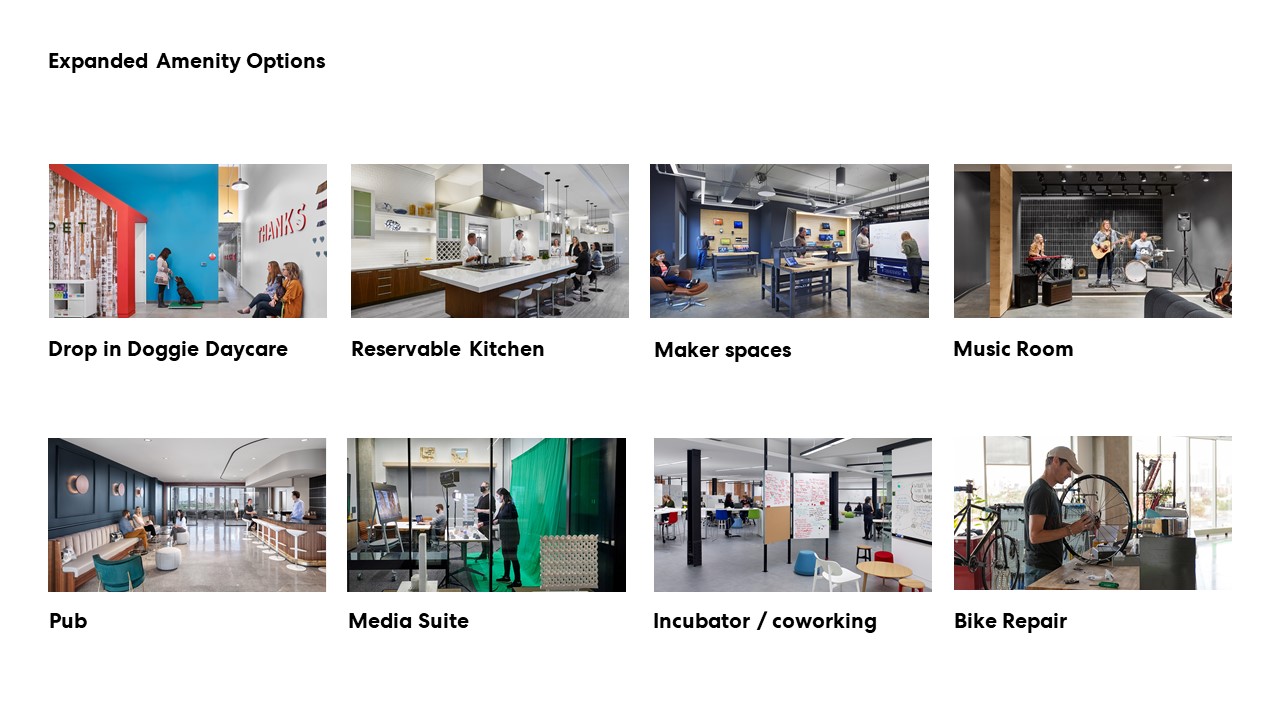 Expanded Amenity Options
PET
THANKS
Drop in Doggie Daycare
Reservable Kitchen
Maker spaces
Music Room
Pub
Media Suite
Incubator / coworking
Bike Repair